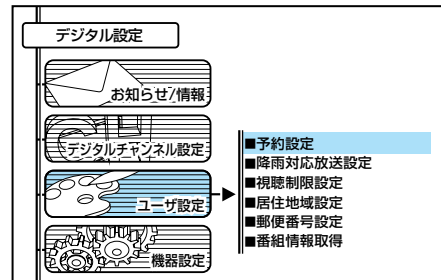 デジタル設定
お知らせ/情報
デジタルチャンネル設定
ユーザ設定
機器設定
■予約設定
■降雨対応放送設定
■視聴制限設定
■居住地域設定
■郵便番号設定
■番組情報取得